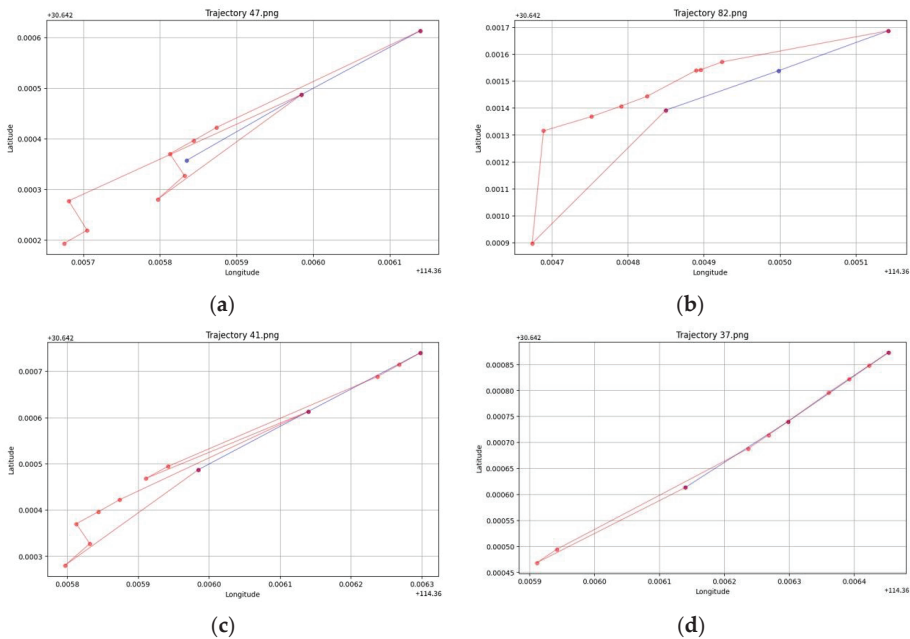 Trajectory 47.png
+30.642
0.0006
0.0005
0.0004
0.0003
0.0002
Latitude
0.0057 0.0058 0.0059 0.0060 0.0061
Longitude
+114.36
(a)
Trajectory 82.png
+30.642
0.0017
0.0016
0.0015
0.0014
0.0013
0.0012
0.0011
0.0010
0.0009
Latitude
0.0047 0.0048 0.0049 0.0050 0.0051
Longitude
+114.36
(b)
Trajectory 41.png
+30.642
0.0007
0.0006
0.0005
0.0004
0.0003
Latitude
0.0058 0.0059 0.0060 0.0061 0.0062 0.0063
Longitude
+114.36
(c)
Trajectory 37.png
+30.642
0.00085
0.00080
0.00075
0.00070
0.00065
0.00060
0.00055
0.00050
0.00045
Latitude
0.0059 0.0060 0.0061 0.0062 0.0063 0.0064
Longitude
+114.36
(d)